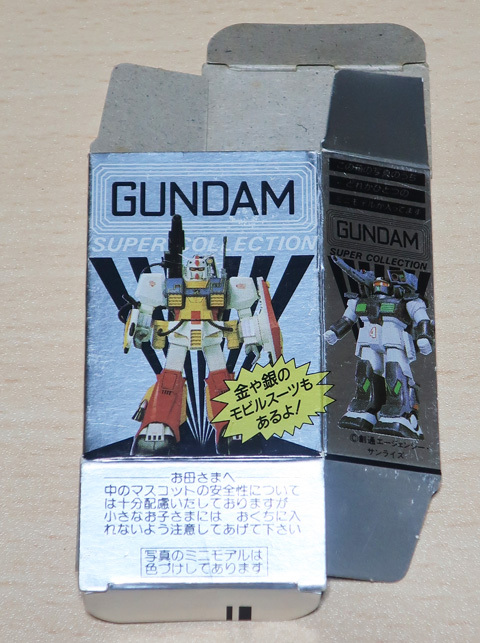 GUNDAM
SUPER COLLECTION
金や銀の
モビルスーツも
あるよ!
お母さまへ
中のマスコットの安全性について
は十分配慮いたしておりますが
小さなお子さまには おくちに入
れないよう注意してあげて下さい
写真のミニモデルは
色づけしてあります
GUNDAM
SUPER COLLECTION
4
©創通エージェンシー
サンライズ